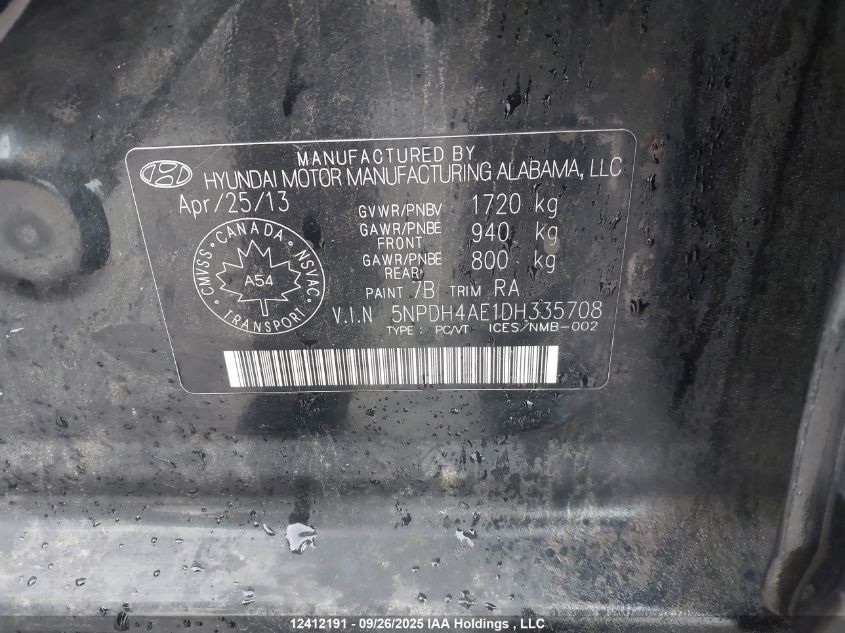 MANUFACTURED BY
HYUNDAI MOTOR MANUFACTURING ALABAMA, LLC
Apr/25/13
GVWR/PNBV 1720 kg
GAWR/PNBE FRONT 940 kg
GAWR/PNBE REAR 800 kg
CANADA
CMVSS NSVAC
A54
TRANSPORT
PAINT 7B TRIM RA
V.I.N 5NPDH4AE1DH335708
TYPE: PC/VT ICES/NMB-002
12412191 - 09/26/2025 IAA Holdings , LLC